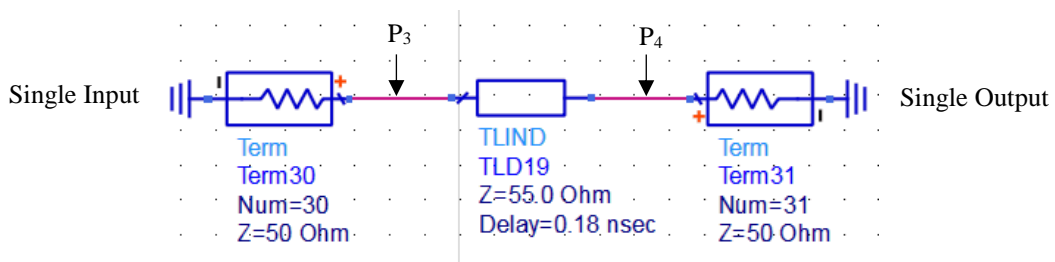 P3
P4
Single Input
Single Output
Term
Term30
Num=30
Z=50 Ohm
TLIND
TLD19
Z=55.0 Ohm
Delay=0.18 nsec
Term
Term31
Num=31
Z=50 Ohm